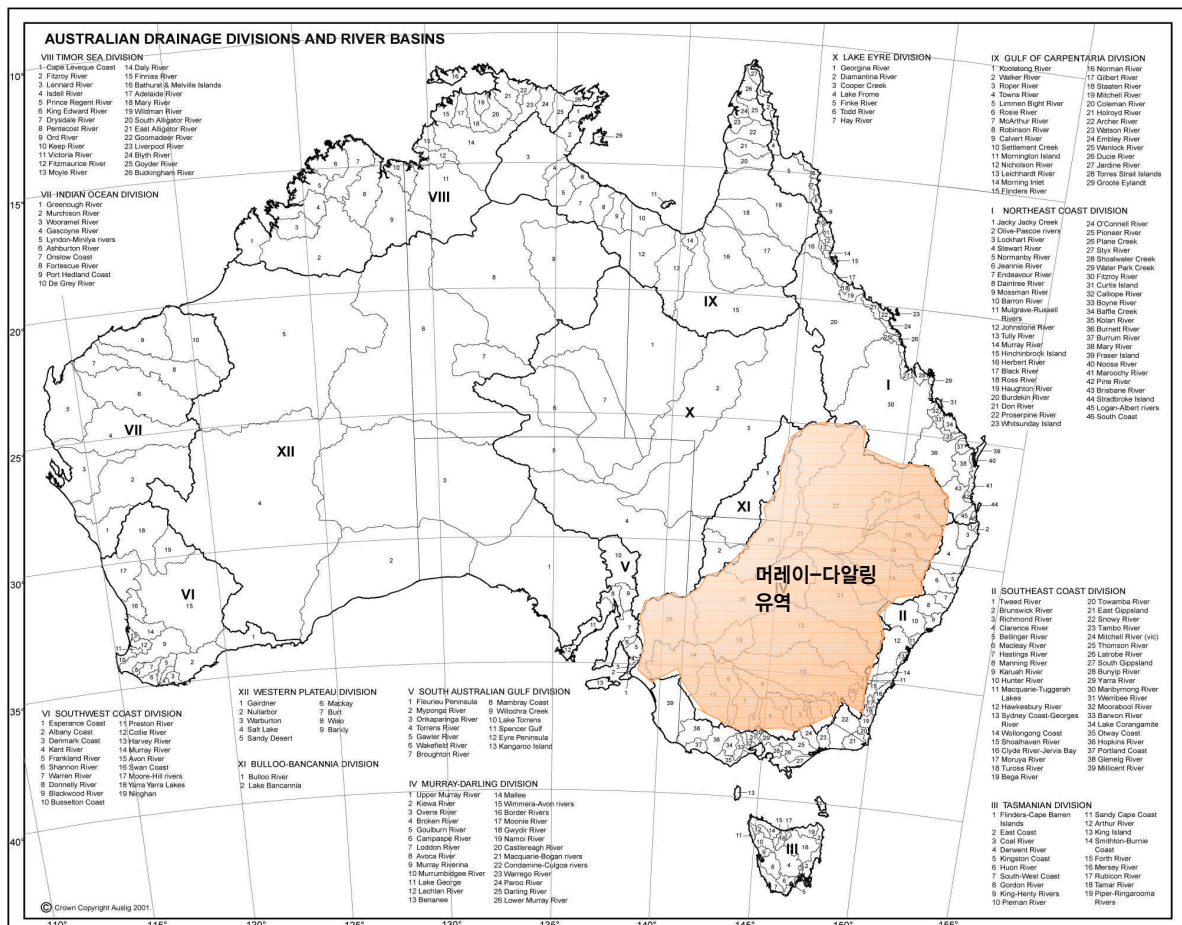 AUSTRALIAN DRAINAGE DIVISIONS AND RIVER BASINS
VIII TIMOR SEA DIVISION
1 Cape Leveque Coast
2 Fitzroy River
3 Lennard River
4 Isdell River
5 Prince Regent River
6 King Edward River
7 Drysdale River
8 Pentecost River
9 Ord River
10 Keep River
11 Victoria River
12 Fitzmaurice River
13 Moyle River
14 Daly River
15 Finniss River
16 Bathurst & Melville Islands
17 Adelaide River
18 Mary River
19 Wildman River
20 South Alligator River
21 East Alligator River
22 Goomadeer River
23 Liverpool River
24 Blyth River
25 Goyder River
26 Buckingham River
VII INDIAN OCEAN DIVISION
1 Greenough River
2 Murchison River
3 Wooramel River
4 Gascoyne River
5 Lyndon-Minilya rivers
6 Ashburton River
7 Onslow Coast
8 Fortescue River
9 Port Hedland Coast
10 De Grey River
X LAKE EYRE DIVISION
1 Georgina River
2 Diamantina River
3 Cooper Creek
4 Lake Frome
5 Finke River
6 Todd River
7 Hay River
IX GULF OF CARPENTARIA DIVISION
1 Koolatong River
2 Walker River
3 Roper River
4 Towns River
5 Limmen Bight River
6 Rosie River
7 McArthur River
8 Robinson River
9 Calvert River
10 Settlement Creek
11 Mornington Island
12 Nicholson River
13 Leichhardt River
14 Morning Inlet
15 Flinders River
16 Norman River
17 Gilbert River
18 Staaten River
19 Mitchell River
20 Coleman River
21 Holroyd River
22 Archer River
23 Watson River
24 Embley River
25 Wenlock River
26 Ducie River
27 Jardine River
28 Torres Strait Islands
29 Groote Eylandt
I NORTHEAST COAST DIVISION
1 Jacky Jacky Creek
2 Olive-Pascoe rivers
3 Lockhart River
4 Stewart River
5 Normanby River
6 Jeannie River
7 Endeavour River
8 Daintree River
9 Mossman River
10 Barron River
11 Mulgrave-Russell
Rivers
12 Johnstone River
13 Tully River
14 Murray River
15 Hinchinbrook Island
16 Herbert River
17 Black River
18 Ross River
19 Haughton River
20 Burdekin River
21 Don River
22 Proserpine River
23 Whitsunday Island
24 O'Connell River
25 Pioneer River
26 Plane Creek
27 Styx River
28 Shoalwater Creek
29 Water Park Creek
30 Fitzroy River
31 Curtis Island
32 Calliope River
33 Boyne River
34 Baffle Creek
35 Kolan River
36 Burnett River
37 Burrum River
38 Mary River
39 Fraser Island
40 Noosa River
41 Maroochy River
42 Pine River
43 Brisbane River
44 Stradbroke Island
45 Logan-Albert rivers
46 South Coast
VIII
IX
I
VII
XII
X
XI
V
VI
머레이-다알링
유역
II
III
II SOUTHEAST COAST DIVISION
1 Tweed River
2 Brunswick River
3 Richmond River
4 Clarence River
5 Bellinger River
6 Macleay River
7 Hastings River
8 Manning River
9 Karuah River
10 Hunter River
11 Macquarie-Tuggerah
Lakes
12 Hawkesbury River
13 Sydney Coast-Georges
River
14 Wollongong Coast
15 Shoalhaven River
16 Clyde River-Jervis Bay
17 Moruya River
18 Tuross River
19 Bega River
20 Towamba River
21 East Gippsland
22 Snowy River
23 Tambo River
24 Mitchell River (vic)
25 Thomson River
26 Latrobe River
27 South Gippsland
28 Bunyip River
29 Yarra River
30 Maribyrnong River
31 Werribee River
32 Moorabool River
33 Barwon River
34 Lake Corangamite
35 Otway Coast
36 Hopkins River
37 Portland Coast
38 Glenelg River
39 Millicent River
VI SOUTHWEST COAST DIVISION
1 Esperance Coast
2 Albany Coast
3 Denmark Coast
4 Kent River
5 Frankland River
6 Shannon River
7 Warren River
8 Donnelly River
9 Blackwood River
10 Busselton Coast
11 Preston River
12 Collie River
13 Harvey River
14 Murray River
15 Avon River
16 Swan Coast
17 Moore-Hill rivers
18 Yarra Yarra Lakes
19 Ninghan
XII WESTERN PLATEAU DIVISION
1 Gairdner
2 Nullarbor
3 Warburton
4 Salt Lake
5 Sandy Desert
6 Mackay
7 Burt
8 Wiso
9 Barkly
XI BULLOO-BANCANNIA DIVISION
1 Bulloo River
2 Lake Bancannia
V SOUTH AUSTRALIAN GULF DIVISION
1 Fleurieu Peninsula
2 Myponga River
3 Onkaparinga River
4 Torrens River
5 Gawler River
6 Wakefield River
7 Broughton River
8 Mambray Coast
9 Willochra Creek
10 Lake Torrens
11 Spencer Gulf
12 Eyre Peninsula
13 Kangaroo Island
IV MURRAY-DARLING DIVISION
1 Upper Murray River
2 Kiewa River
3 Ovens River
4 Broken River
5 Goulburn River
6 Campaspe River
7 Loddon River
8 Avoca River
9 Murray Riverina
10 Murrumbidgee River
11 Lake George
12 Lachlan River
13 Benanee
14 Mallee
15 Wimmera-Avon rivers
16 Border Rivers
17 Moonie River
18 Gwydir River
19 Namoi River
20 Castlereagh River
21 Macquarie-Bogan rivers
22 Condamine-Culgoa rivers
23 Warrego River
24 Paroo River
25 Darling River
26 Lower Murray River
III TASMANIAN DIVISION
1 Flinders-Cape Barren
Islands
2 East Coast
3 Coal River
4 Derwent River
5 Kingston Coast
6 Huon River
7 South-West Coast
8 Gordon River
9 King-Henty Rivers
10 Pieman River
11 Sandy Cape Coast
12 Arthur River
13 King Island
14 Smithton-Burnie
Coast
15 Forth River
16 Mersey River
17 Rubicon River
18 Tamar River
19 Piper-Ringarooma
Rivers
10°
15°
20°
25°
30°
35°
40°
© Crown Copyright Auslig 2001.
110° 115° 120° 125° 130° 135° 140° 145° 150° 155°